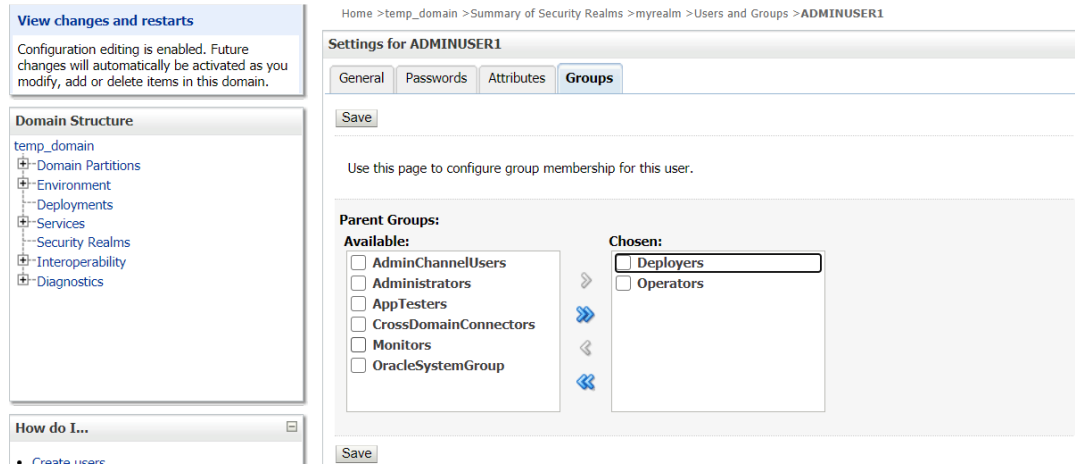 View changes and restarts
Configuration editing is enabled. Future
changes will automatically be activated as you
modify, add or delete items in this domain.
Domain Structure
temp_domain
Domain Partitions
Environment
Deployments
Services
Security Realms
Interoperability
Diagnostics
How do I...
Create users
Home >temp_domain >Summary of Security Realms >myrealm >Users and Groups >ADMINUSER1
Settings for ADMINUSER1
General Passwords Attributes Groups
Save
Use this page to configure group membership for this user.
Parent Groups:
Available:
AdminChannelUsers
Administrators
AppTesters
CrossDomainConnectors
Monitors
OracleSystemGroup
Chosen:
Deployers
Operators
Save